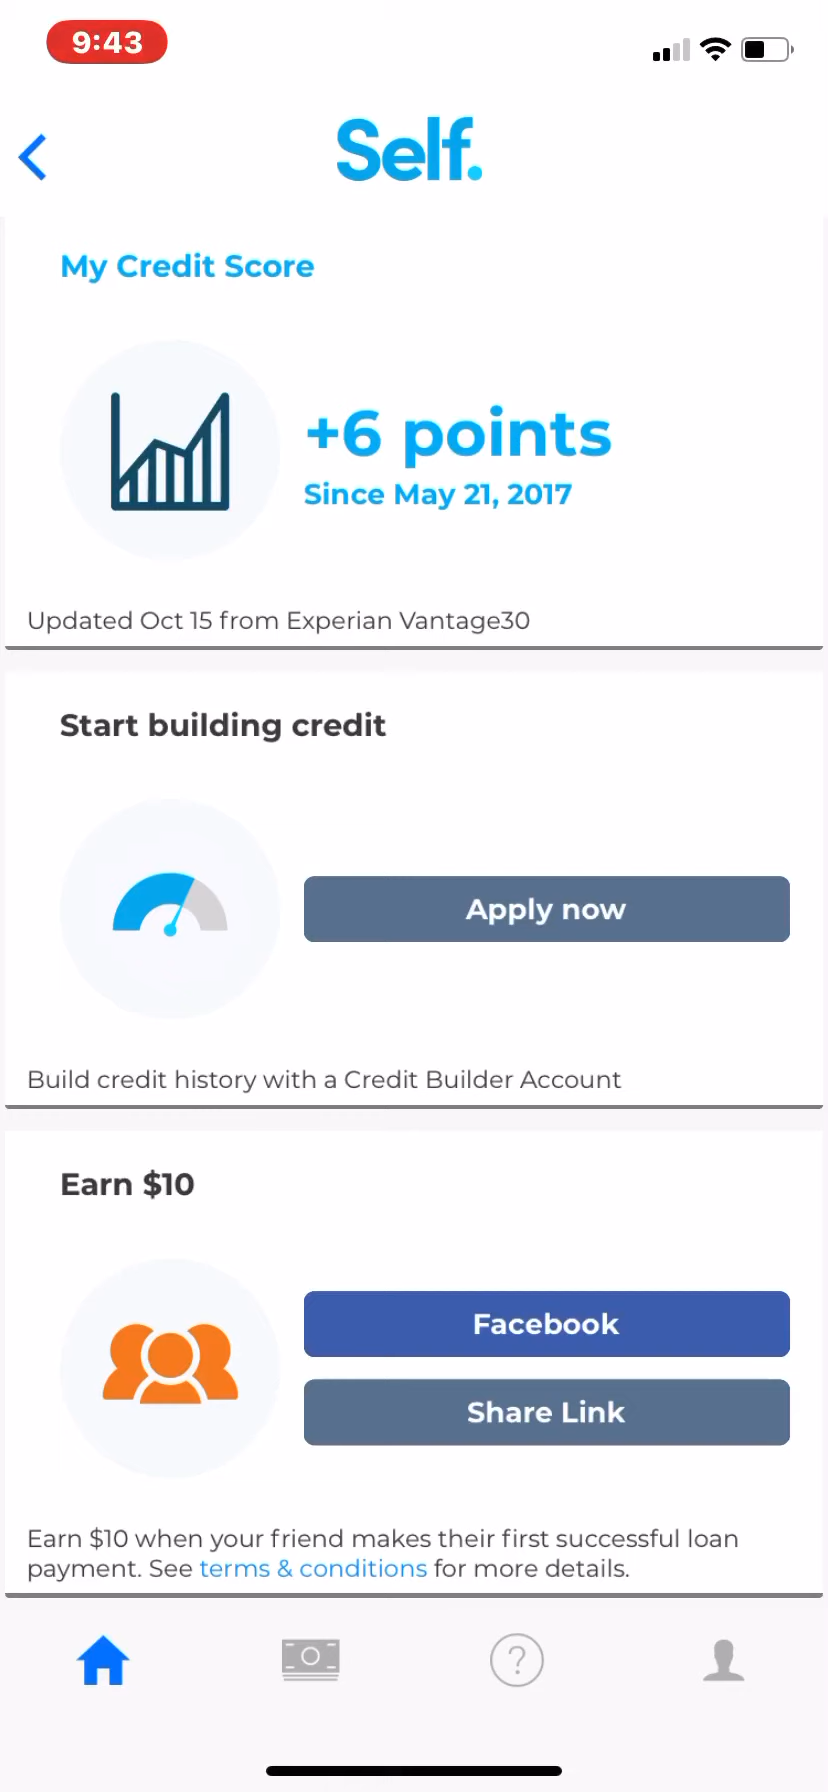 9:43
Self.
My Credit Score
+6 points
Since May 21, 2017
Updated Oct 15 from Experian Vantage30
Start building credit
Apply now
Build credit history with a Credit Builder Account
Earn $10
Facebook
Share Link
Earn $10 when your friend makes their first successful loan
payment. See terms & conditions for more details.
?